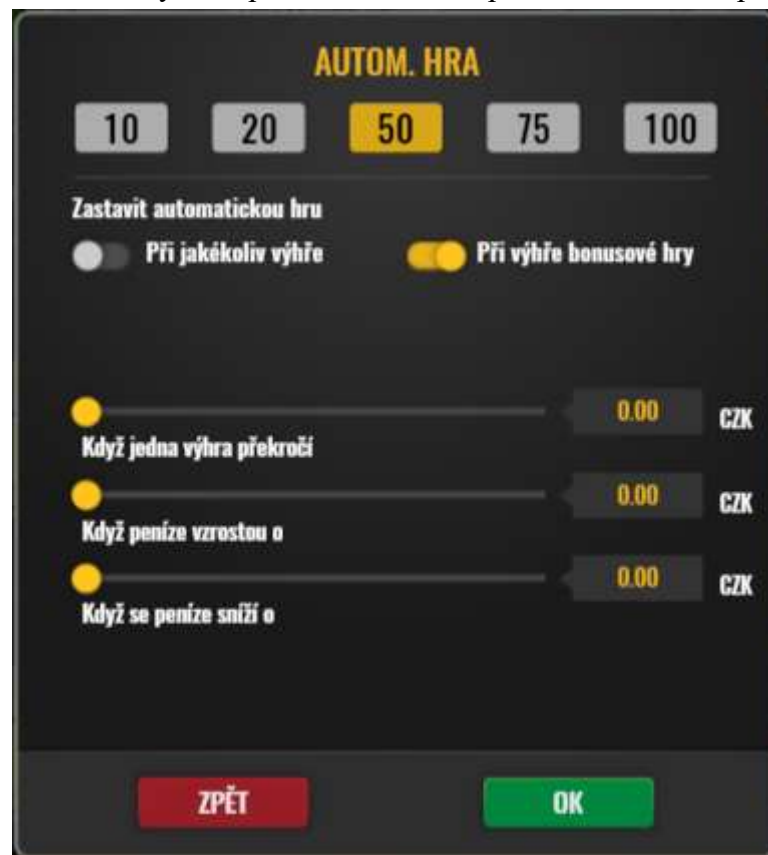 AUTOM. HRA
10 20 50 75 100
Zastavit automatickou hru
Při jakékoliv výhře Při výhře bonusové hry
0.00 CZK
Když jedna výhra překročí
0.00 CZK
Když peníze vzrostou o
0.00 CZK
Když se peníze sníží o
ZPĚT OK